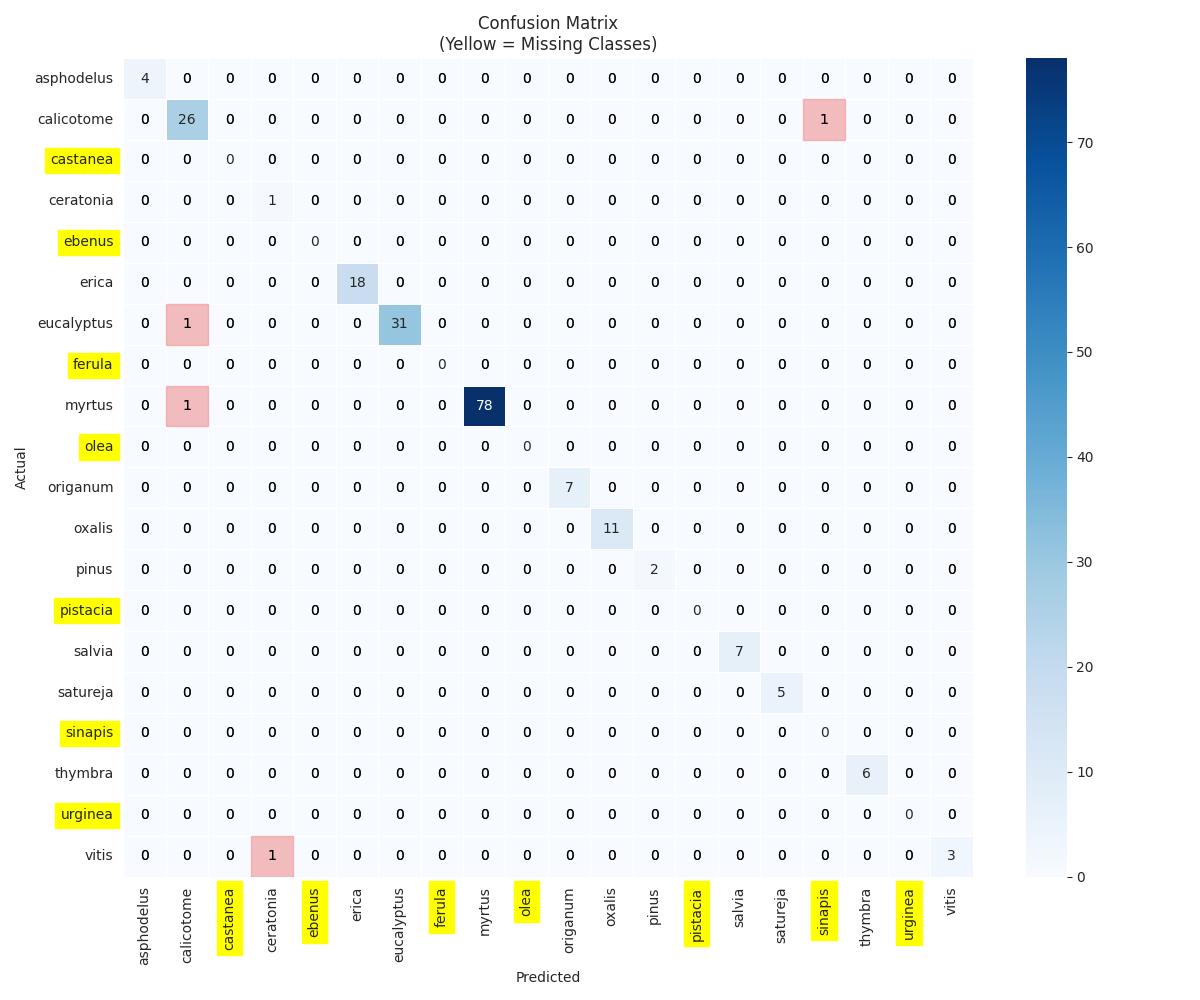 Confusion Matrix
(Yellow = Missing Classes)
asphodelus 4 0 0 0 0 0 0 0 0 0 0 0 0 0 0 0 0 0 0 0
calicotome 0 26 0 0 0 0 0 0 0 0 0 0 0 0 0 0 1 0 0 0
70
castanea 0 0 0 0 0 0 0 0 0 0 0 0 0 0 0 0 0 0 0 0
ceratonia 0 0 0 1 0 0 0 0 0 0 0 0 0 0 0 0 0 0 0 0
ebenus 0 0 0 0 0 0 0 0 0 0 0 0 0 0 0 0 0 0 0 0
60
erica 0 0 0 0 0 18 0 0 0 0 0 0 0 0 0 0 0 0 0 0
eucalyptus 0 1 0 0 0 0 31 0 0 0 0 0 0 0 0 0 0 0 0 0
50
ferula 0 0 0 0 0 0 0 0 0 0 0 0 0 0 0 0 0 0 0 0
myrtus 0 1 0 0 0 0 0 0 78 0 0 0 0 0 0 0 0 0 0 0
olea 0 0 0 0 0 0 0 0 0 0 0 0 0 0 0 0 0 0 0 0
40
Actual
origanum 0 0 0 0 0 0 0 0 0 0 7 0 0 0 0 0 0 0 0 0
oxalis 0 0 0 0 0 0 0 0 0 0 0 11 0 0 0 0 0 0 0 0
30
pinus 0 0 0 0 0 0 0 0 0 0 0 0 2 0 0 0 0 0 0 0
pistacia 0 0 0 0 0 0 0 0 0 0 0 0 0 0 0 0 0 0 0 0
salvia 0 0 0 0 0 0 0 0 0 0 0 0 0 0 7 0 0 0 0 0
20
satureja 0 0 0 0 0 0 0 0 0 0 0 0 0 0 0 5 0 0 0 0
sinapis 0 0 0 0 0 0 0 0 0 0 0 0 0 0 0 0 0 0 0 0
thymbra 0 0 0 0 0 0 0 0 0 0 0 0 0 0 0 0 0 6 0 0
10
urginea 0 0 0 0 0 0 0 0 0 0 0 0 0 0 0 0 0 0 0 0
vitis 0 0 0 1 0 0 0 0 0 0 0 0 0 0 0 0 0 0 0 3
0
asphodelus calicotome castanea ceratonia ebenus erica eucalyptus ferula myrtus olea origanum oxalis pinus pistacia salvia satureja sinapis thymbra urginea vitis
Predicted